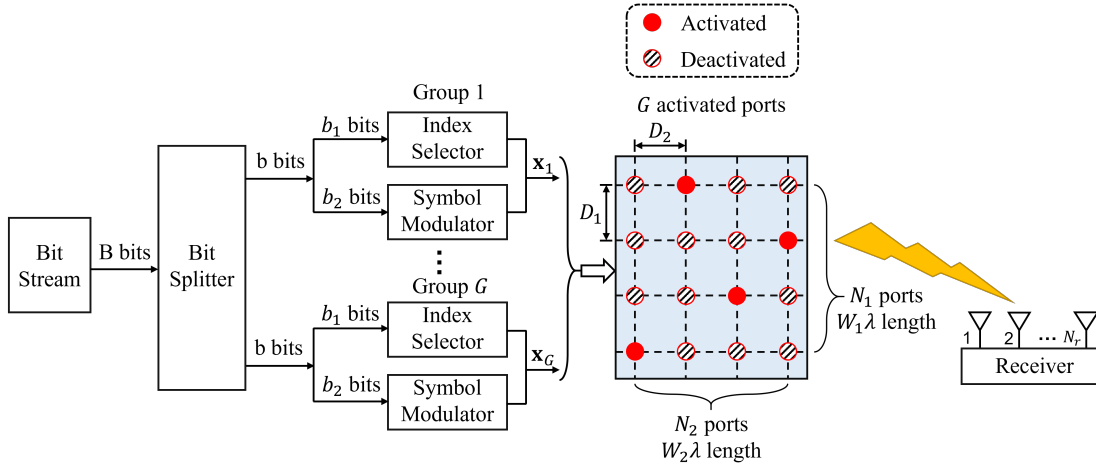 Activated
Deactivated
G activated ports
D₂
D₁
Group 1
b₁ bits
Index
Selector
b bits
x₁
b₂ bits
Symbol
Modulator
⋮
Bit
Stream
B bits
Bit
Splitter
Group G
b₁ bits
Index
Selector
b bits
x_G
b₂ bits
Symbol
Modulator
N₁ ports
W₁λ length
N₂ ports
W₂λ length
1 2 ... Nᵣ
Receiver